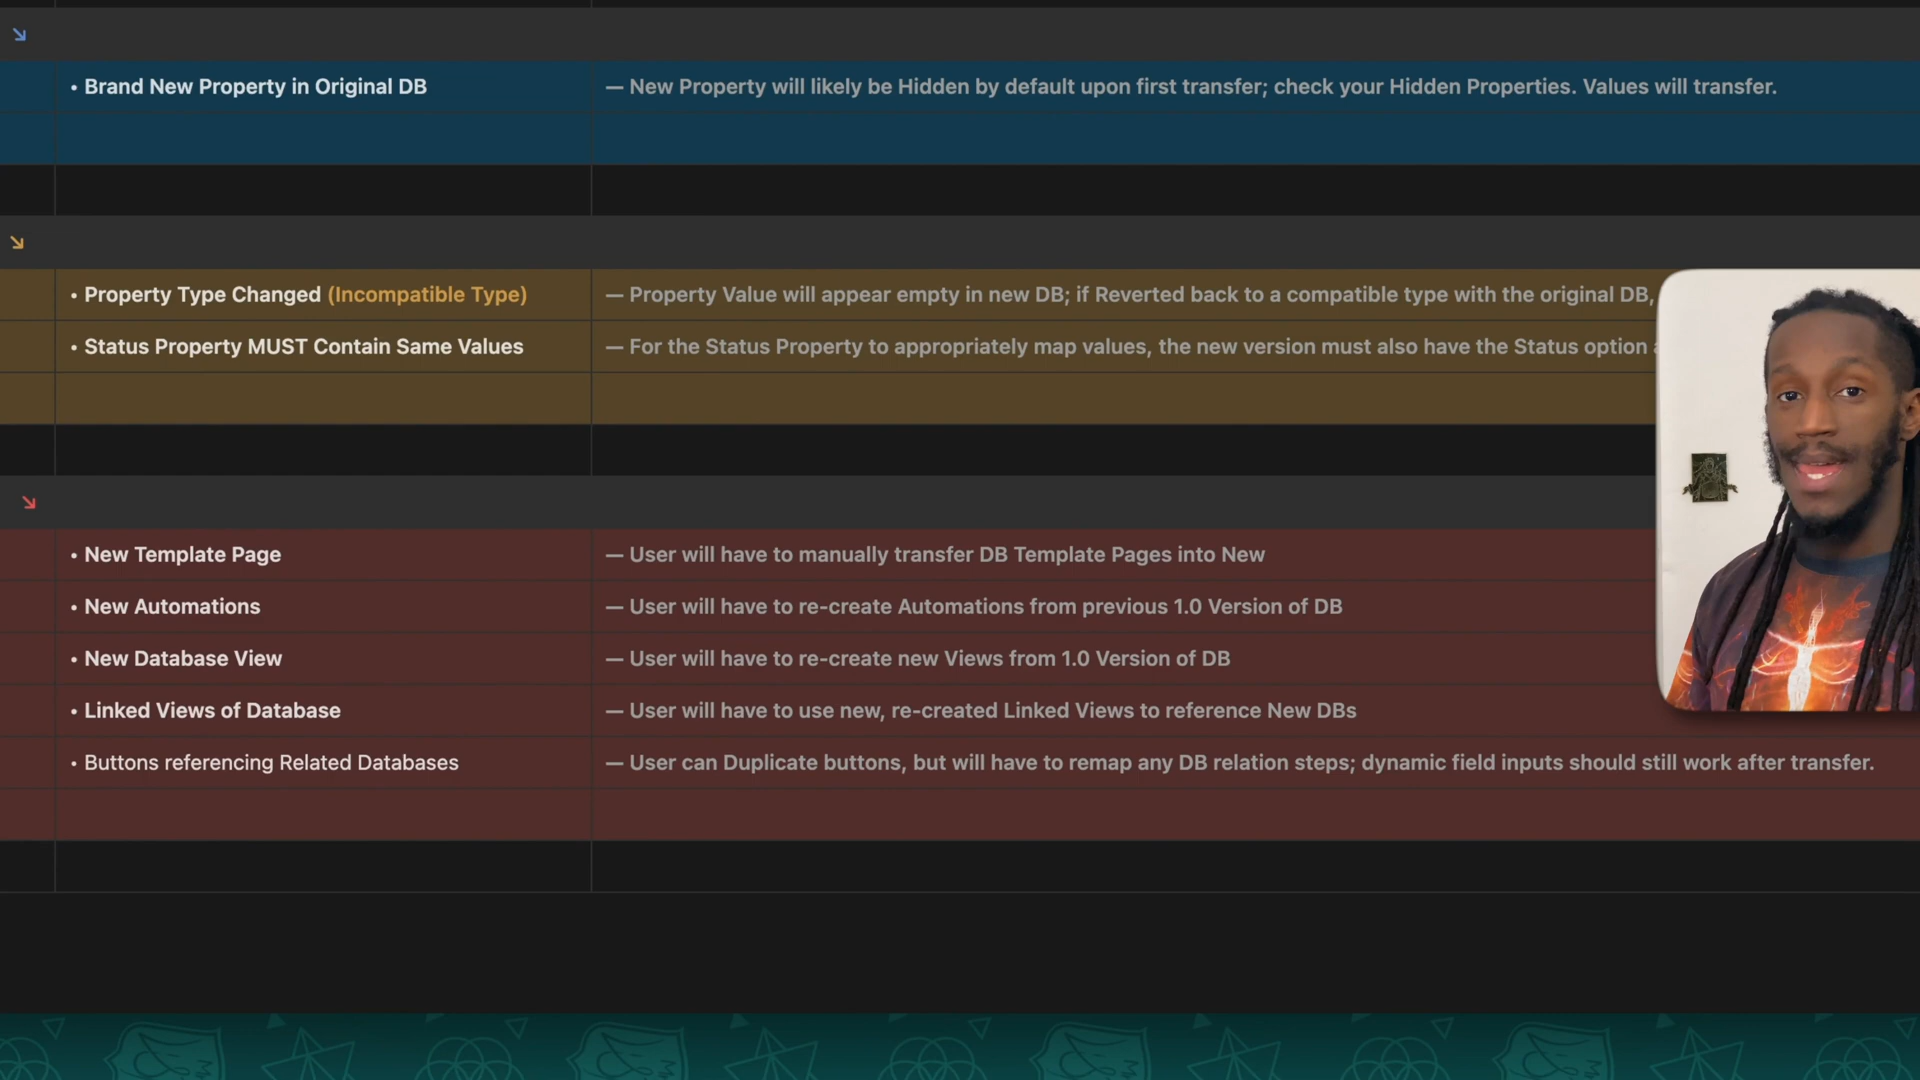 • Brand New Property in Original DB — New Property will likely be Hidden by default upon first transfer; check your Hidden Properties. Values will transfer.
• Property Type Changed (Incompatible Type) — Property Value will appear empty in new DB; if Reverted back to a compatible type with the original DB,
• Status Property MUST Contain Same Values — For the Status Property to appropriately map values, the new version must also have the Status option
• New Template Page — User will have to manually transfer DB Template Pages into New
• New Automations — User will have to re-create Automations from previous 1.0 Version of DB
• New Database View — User will have to re-create new Views from 1.0 Version of DB
• Linked Views of Database — User will have to use new, re-created Linked Views to reference New DBs
• Buttons referencing Related Databases — User can Duplicate buttons, but will have to remap any DB relation steps; dynamic field inputs should still work after transfer.